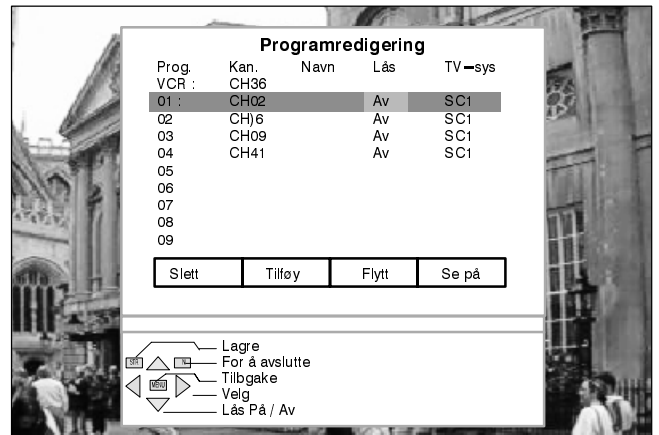 Programredigering
Prog. Kan. Navn Lås TV-sys
VCR : CH36
01 : CH02 Av SC1
02 CH)6 Av SC1
03 CH09 Av SC1
04 CH41 Av SC1
05
06
07
08
09
Slett Tilføy Flytt Se på
Lagre
STR N For å avslutte
Tilbgake
MENU Velg
Lås På / Av